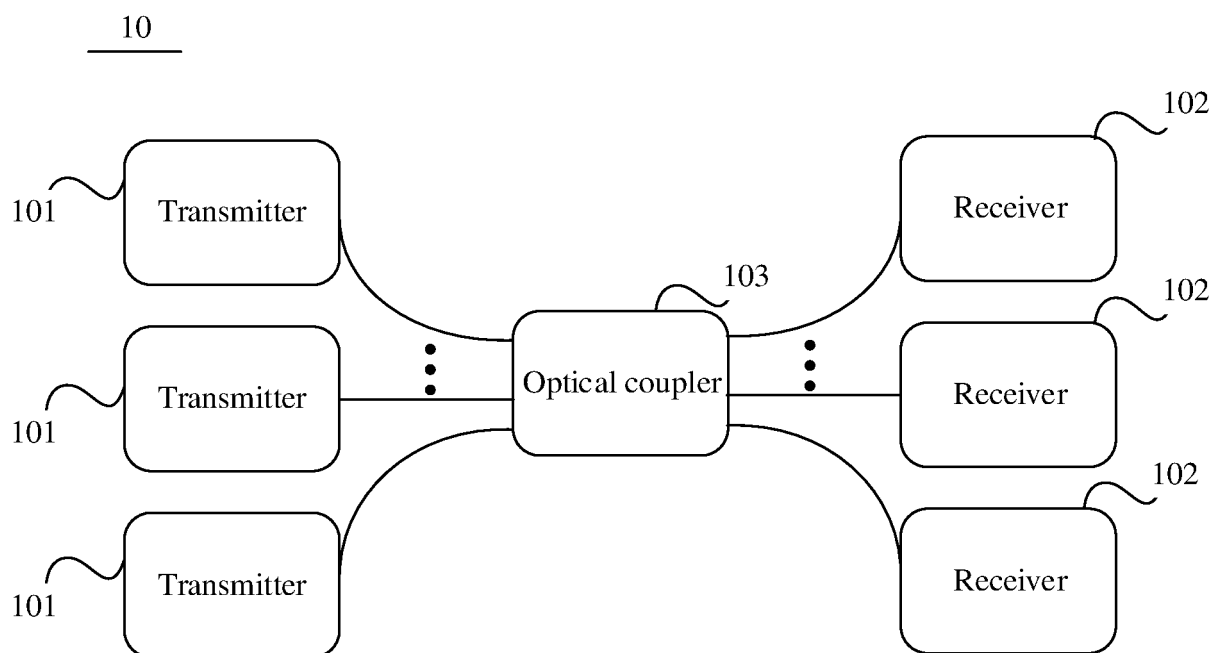 10
102
101
Transmitter
Receiver
103
102
101
Transmitter
Optical coupler
Receiver
102
101
Transmitter
Receiver